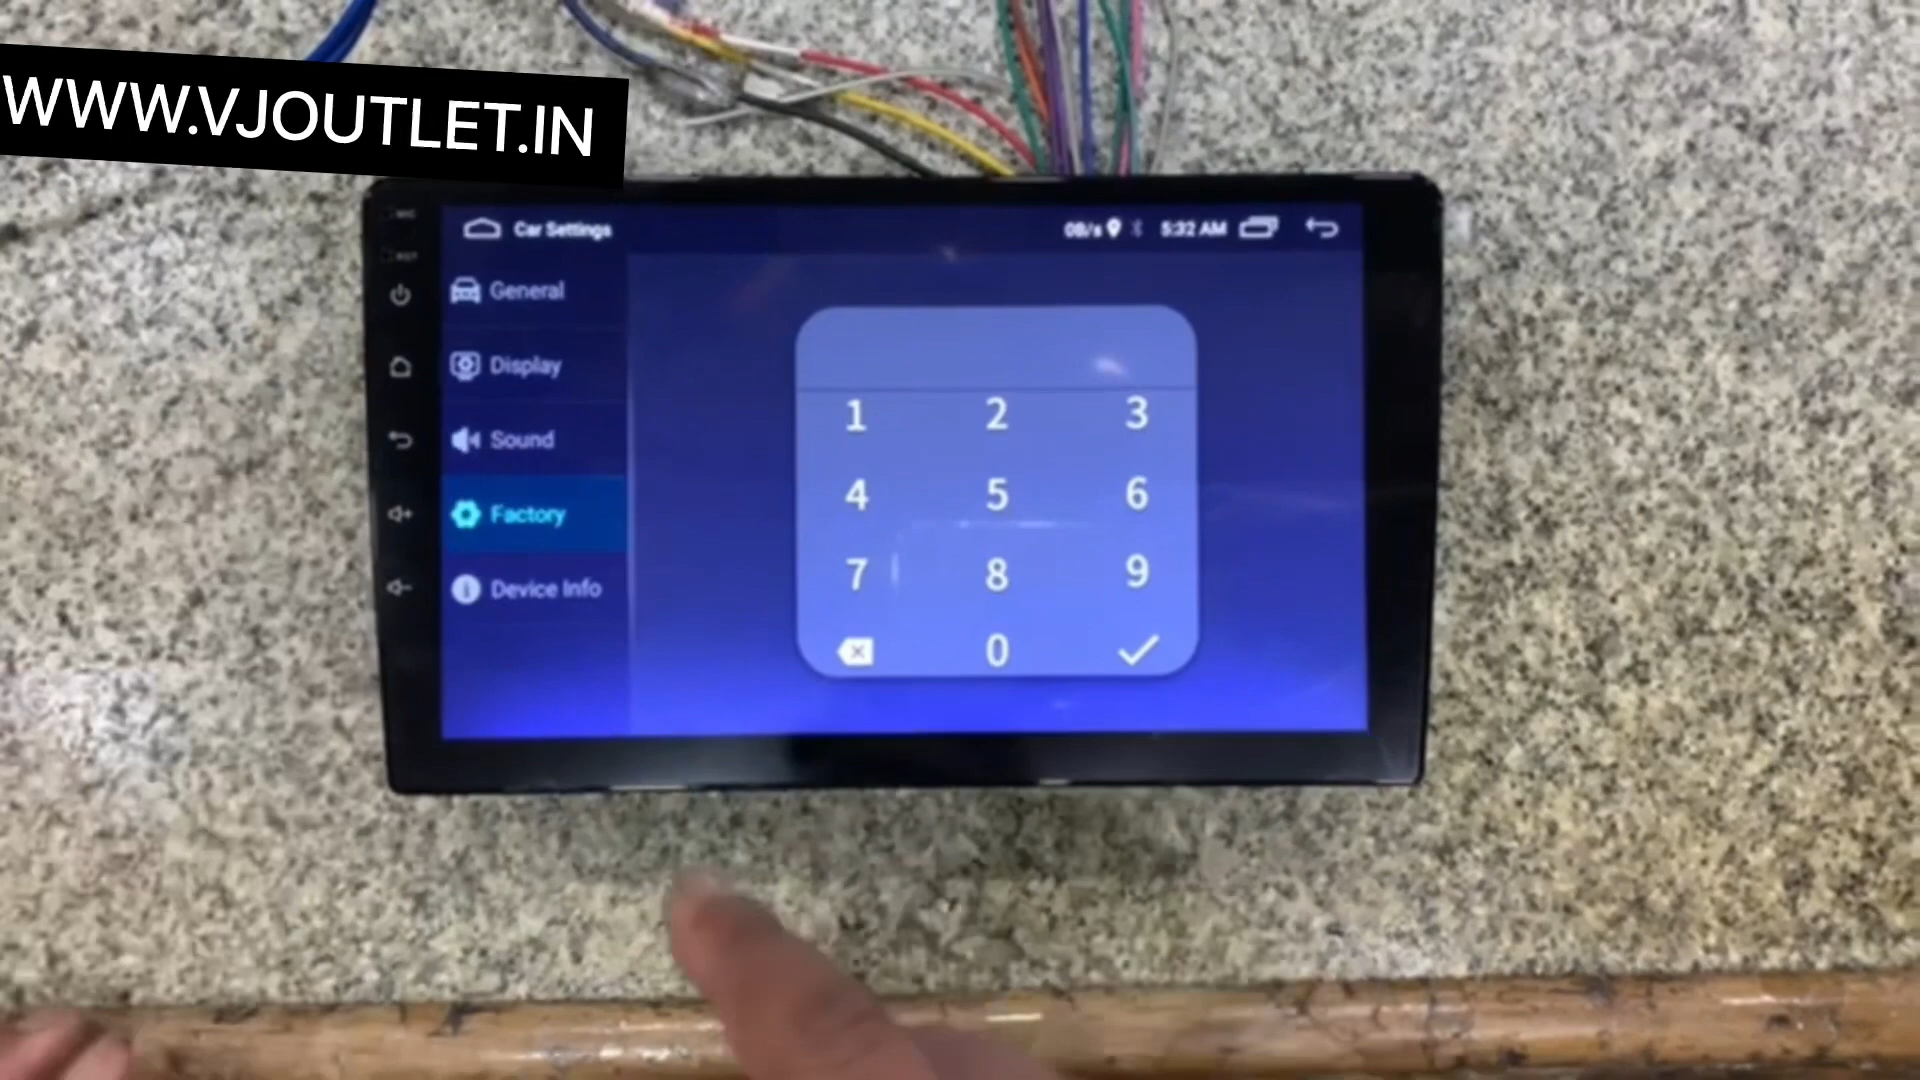 WWW.VJOUTLET.IN
Car Settings
0B/s 5:32 AM
General
Display
Sound
Factory
Device Info
1 2 3
4 5 6
7 8 9
0